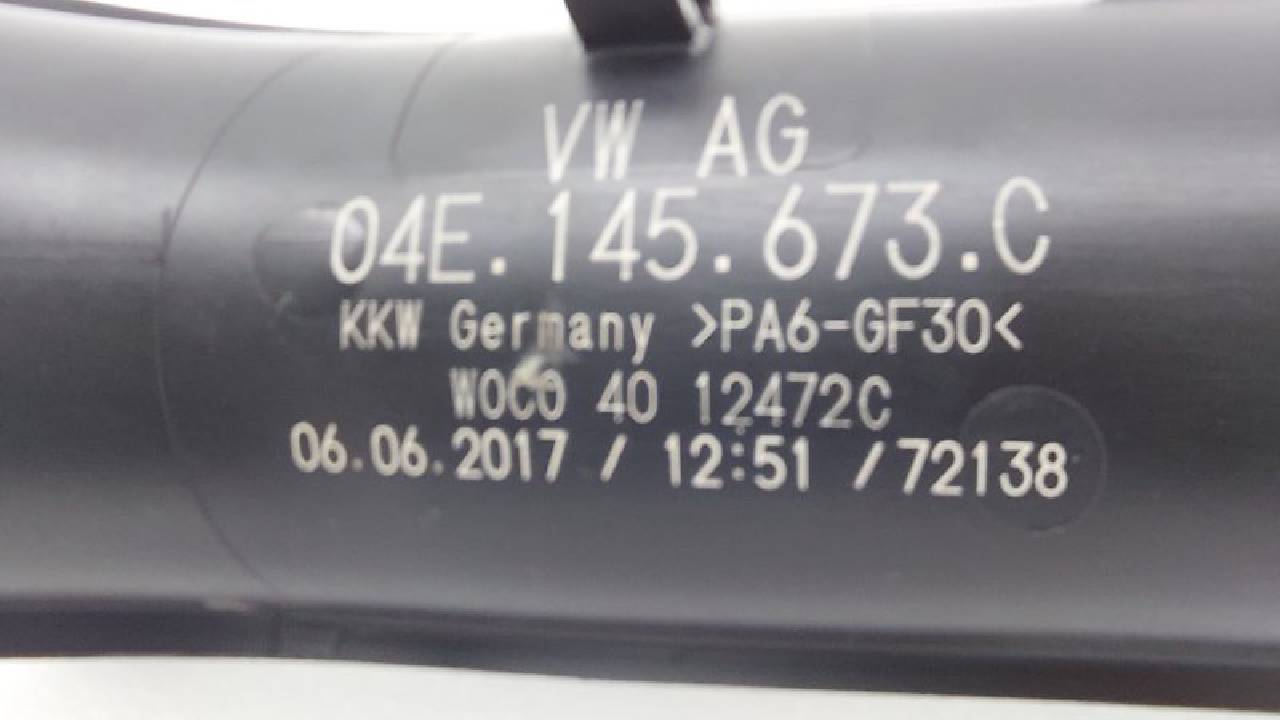 VW AG
04E.145.673.C
KKW Germany >PA6-GF30<
WOCO 40 12472C
06.06.2017 / 12:51 /72138